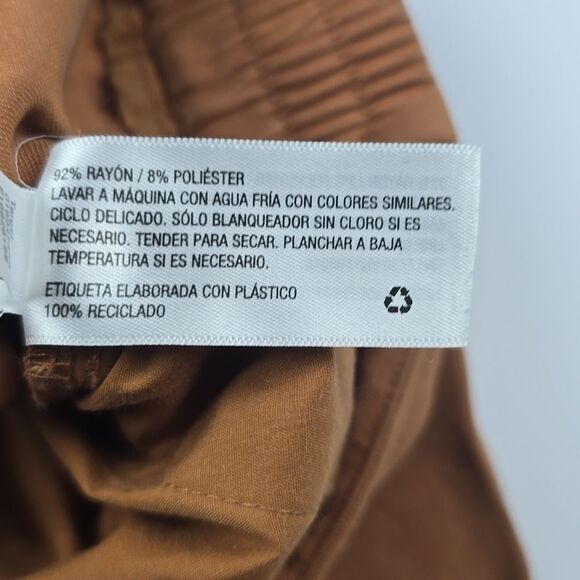 92% RAYÓN / 8% POLIÉSTER
LAVAR A MÁQUINA CON AGUA FRÍA CON COLORES SIMILARES.
CICLO DELICADO. SÓLO BLANQUEADOR SIN CLORO SI ES
NECESARIO. TENDER PARA SECAR. PLANCHAR A BAJA
TEMPERATURA SI ES NECESARIO.
ETIQUETA ELABORADA CON PLÁSTICO
100% RECICLADO